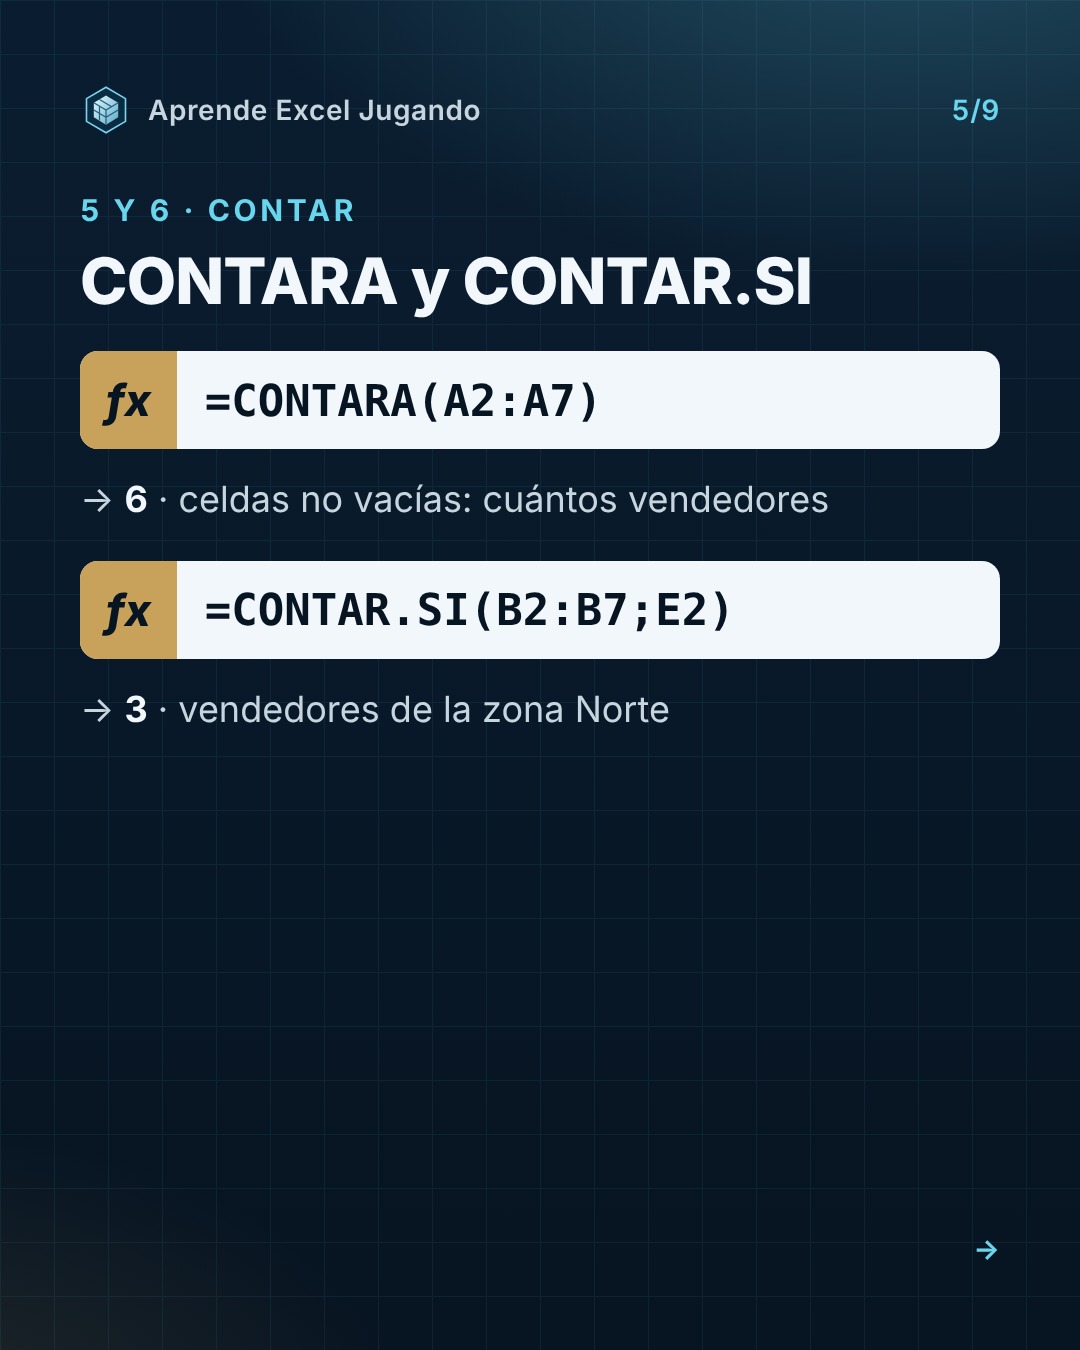 Aprende Excel Jugando
5/9
5 Y 6 · CONTAR
CONTARA y CONTAR.SI
fx =CONTARA(A2:A7)
→ 6 · celdas no vacías: cuántos vendedores
fx =CONTAR.SI(B2:B7;E2)
→ 3 · vendedores de la zona Norte
→